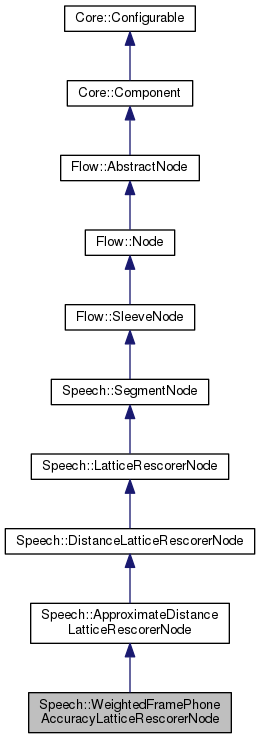 Core::Configurable
Core::Component
Flow::AbstractNode
Flow::Node
Flow::SleeveNode
Speech::SegmentNode
Speech::LatticeRescorerNode
Speech::DistanceLatticeRescorerNode
Speech::ApproximateDistance
LatticeRescorerNode
Speech::WeightedFramePhone
AccuracyLatticeRescorerNode